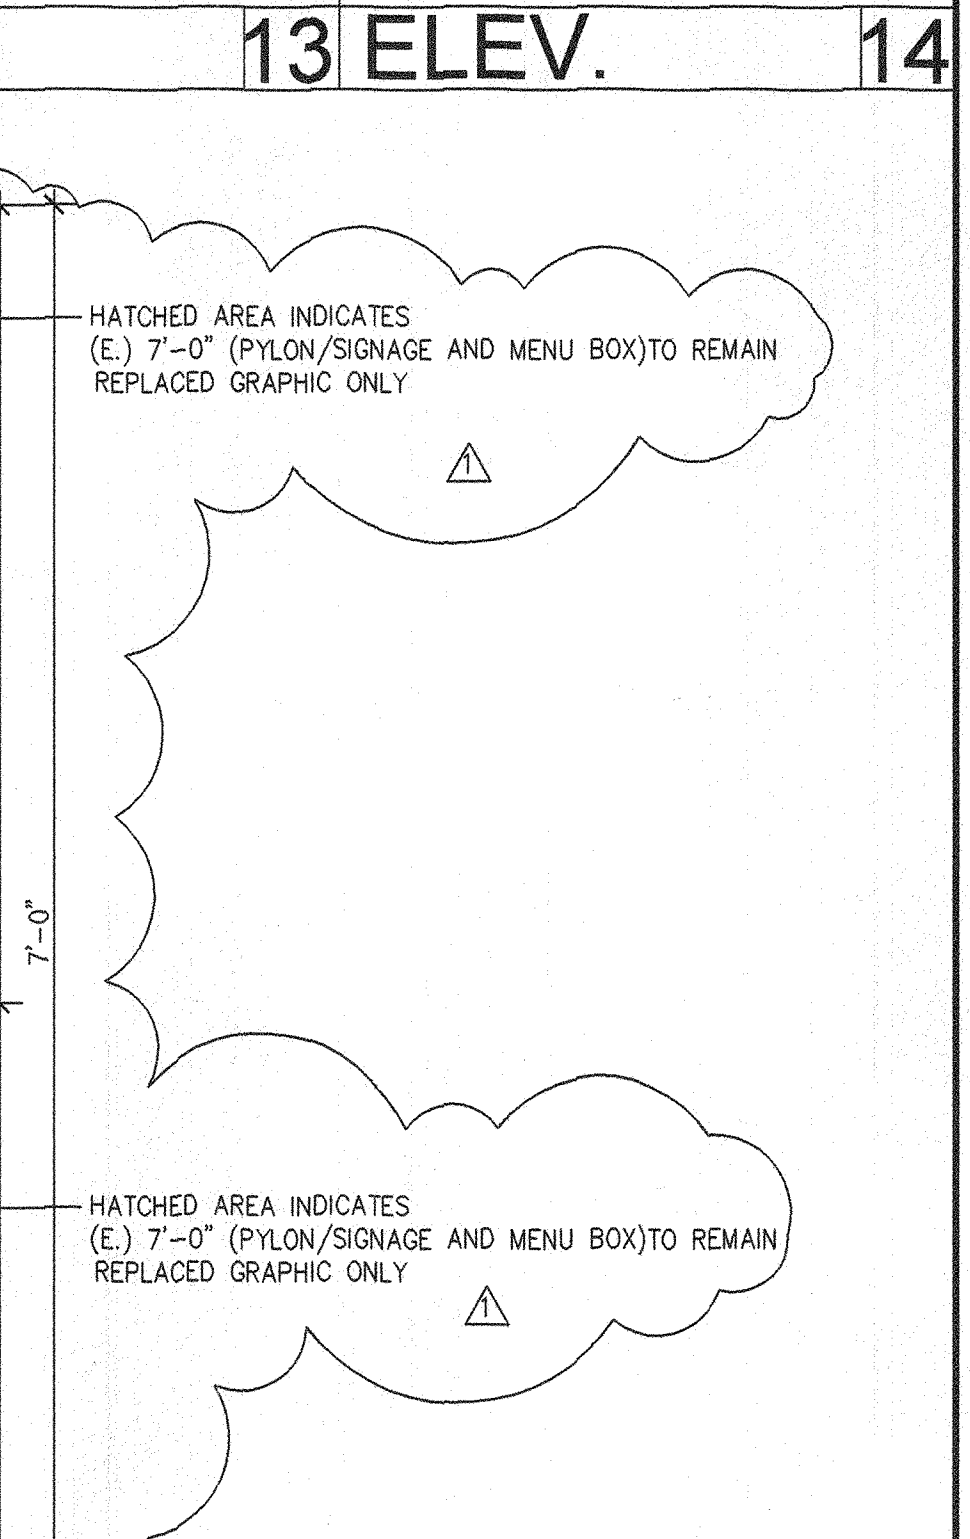 13 ELEV. 14
HATCHED AREA INDICATES
(E.) 7'-0" (PYLON/SIGNAGE AND MENU BOX)TO REMAIN
REPLACED GRAPHIC ONLY
1
7'-0"
HATCHED AREA INDICATES
(E.) 7'-0" (PYLON/SIGNAGE AND MENU BOX)TO REMAIN
REPLACED GRAPHIC ONLY
1